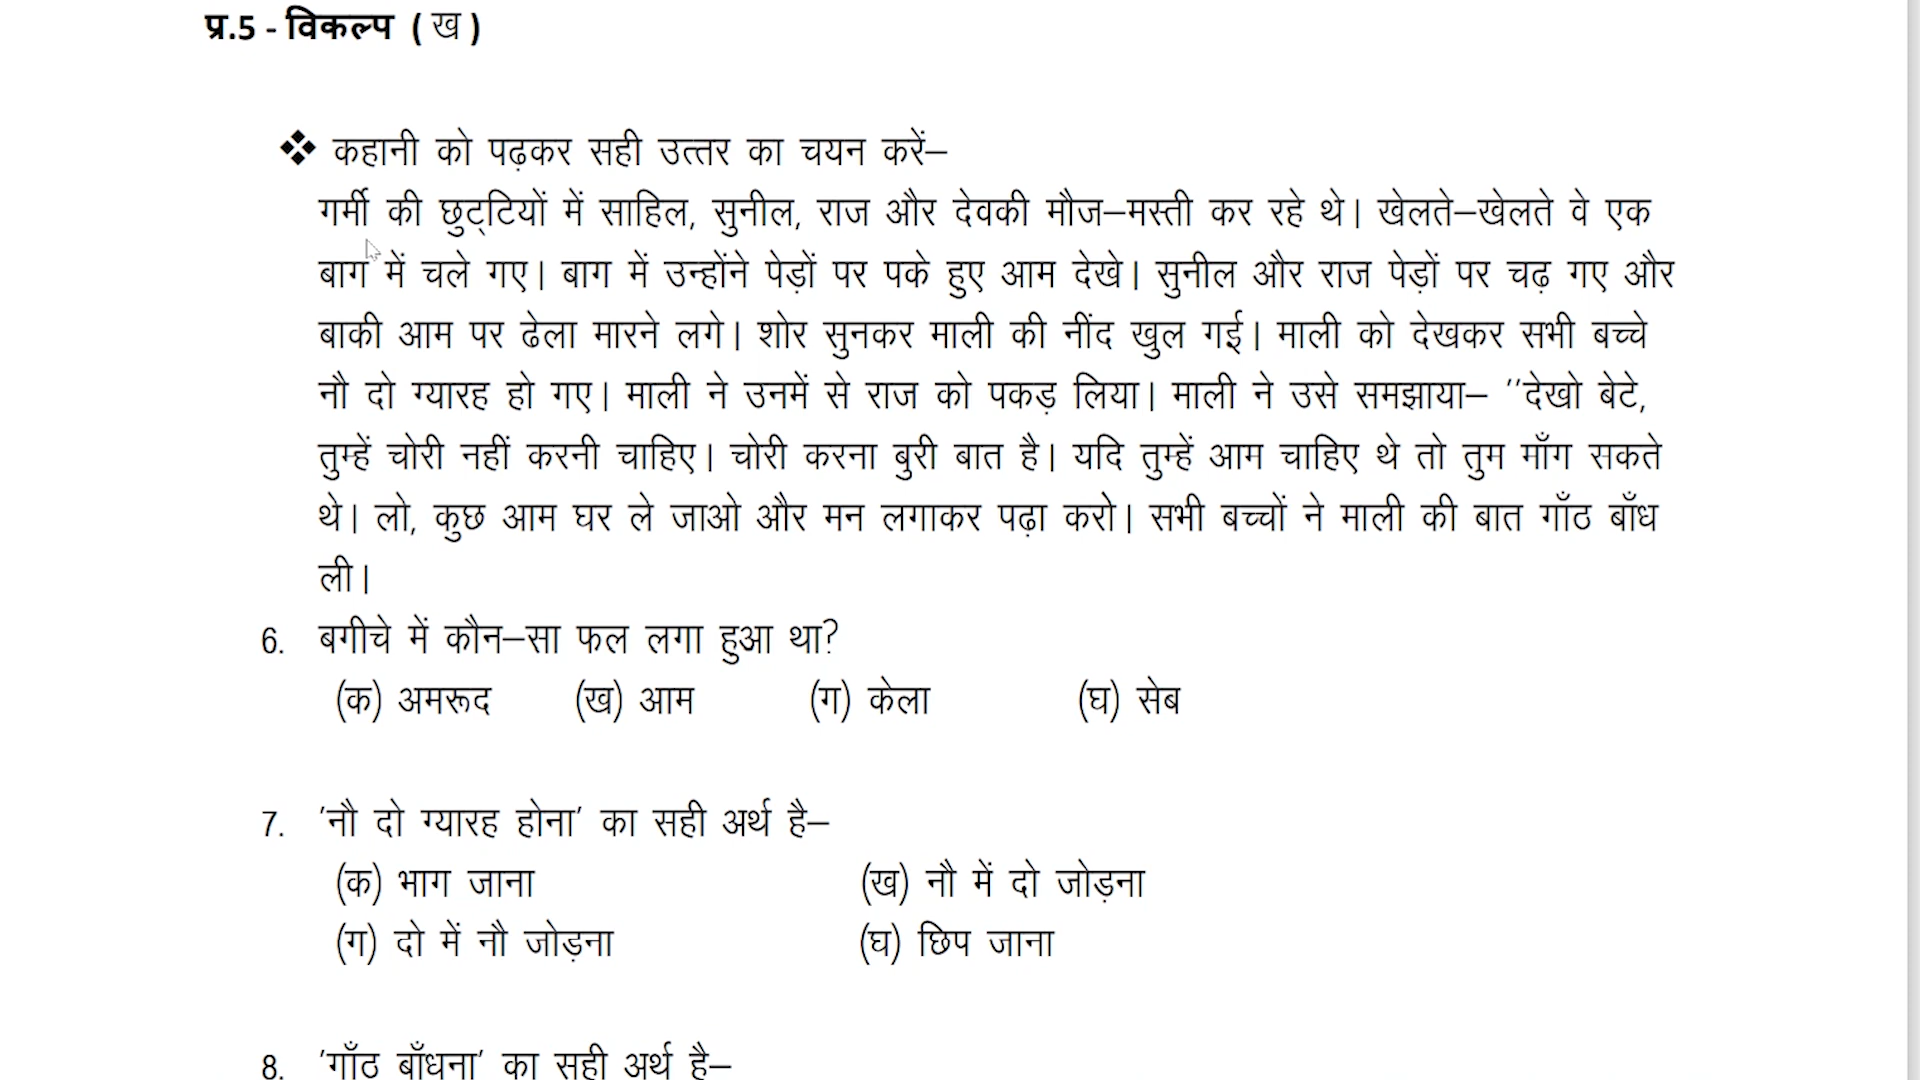 प्र.5 - विकल्प ( ख )
❖ कहानी को पढ़कर सही उत्तर का चयन करें–
गर्मी की छुट्टियों में साहिल, सुनील, राज और देवकी मौज–मस्ती कर रहे थे। खेलते–खेलते वे एक
बाग में चले गए। बाग में उन्होंने पेड़ों पर पके हुए आम देखे। सुनील और राज पेड़ों पर चढ़ गए और
बाकी आम पर ढेला मारने लगे। शोर सुनकर माली की नींद खुल गई। माली को देखकर सभी बच्चे
नौ दो ग्यारह हो गए। माली ने उनमें से राज को पकड़ लिया। माली ने उसे समझाया– ''देखो बेटे,
तुम्हें चोरी नहीं करनी चाहिए। चोरी करना बुरी बात है। यदि तुम्हें आम चाहिए थे तो तुम माँग सकते
थे। लो, कुछ आम घर ले जाओ और मन लगाकर पढ़ा करो। सभी बच्चों ने माली की बात गाँठ बाँध
ली।
6. बगीचे में कौन–सा फल लगा हुआ था?
(क) अमरूद (ख) आम (ग) केला (घ) सेब
7. 'नौ दो ग्यारह होना' का सही अर्थ है–
(क) भाग जाना (ख) नौ में दो जोड़ना
(ग) दो में नौ जोड़ना (घ) छिप जाना
8. 'गाँठ बाँधना' का सही अर्थ है–